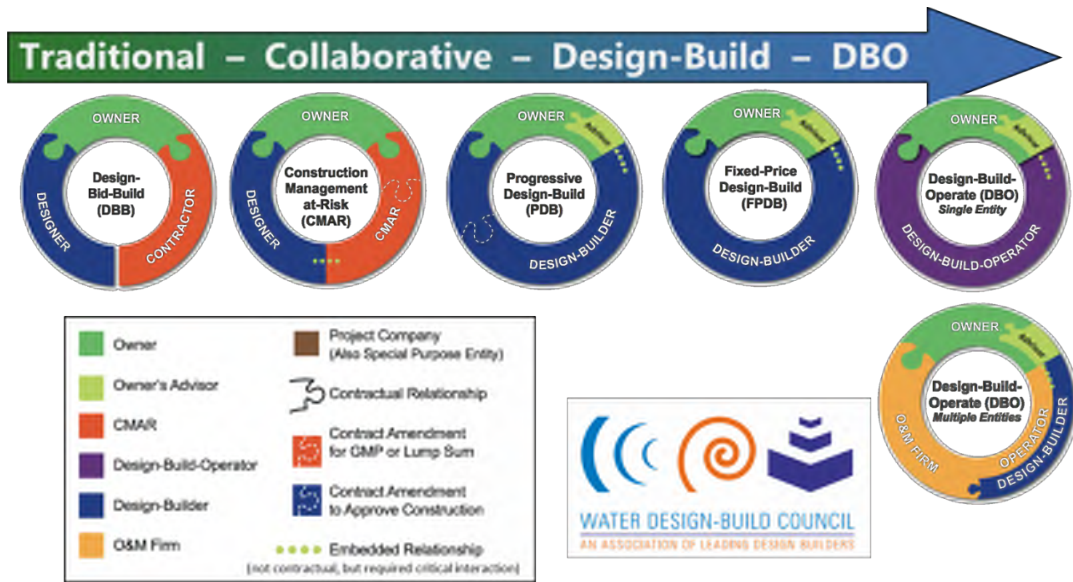 Traditional – Collaborative – Design-Build – DBO
OWNER
DESIGNER
CONTRACTOR
Design-
Bid-Build
(DBB)
OWNER
DESIGNER
CMAR
Construction
Management
at-Risk
(CMAR)
OWNER
Advisor
DESIGN-BUILDER
Progressive
Design-Build
(PDB)
OWNER
Advisor
DESIGN-BUILDER
Fixed-Price
Design-Build
(FPDB)
OWNER
Advisor
DESIGN-BUILD-OPERATOR
Design-Build-
Operate (DBO)
Single Entity
OWNER
Advisor
O&M FIRM
OPERATOR
DESIGN-BUILDER
Design-Build-
Operate (DBO)
Multiple Entities
Owner
Owner's Advisor
CMAR
Design-Build-Operator
Design-Builder
O&M Firm
Project Company
(Also Special Purpose Entity)
Contractual Relationship
Contract Amendment
for GMP or Lump Sum
Contract Amendment
to Approve Construction
Embedded Relationship
(not contractual, but required critical interaction)
WATER DESIGN-BUILD COUNCIL
AN ASSOCIATION OF LEADING DESIGN BUILDERS